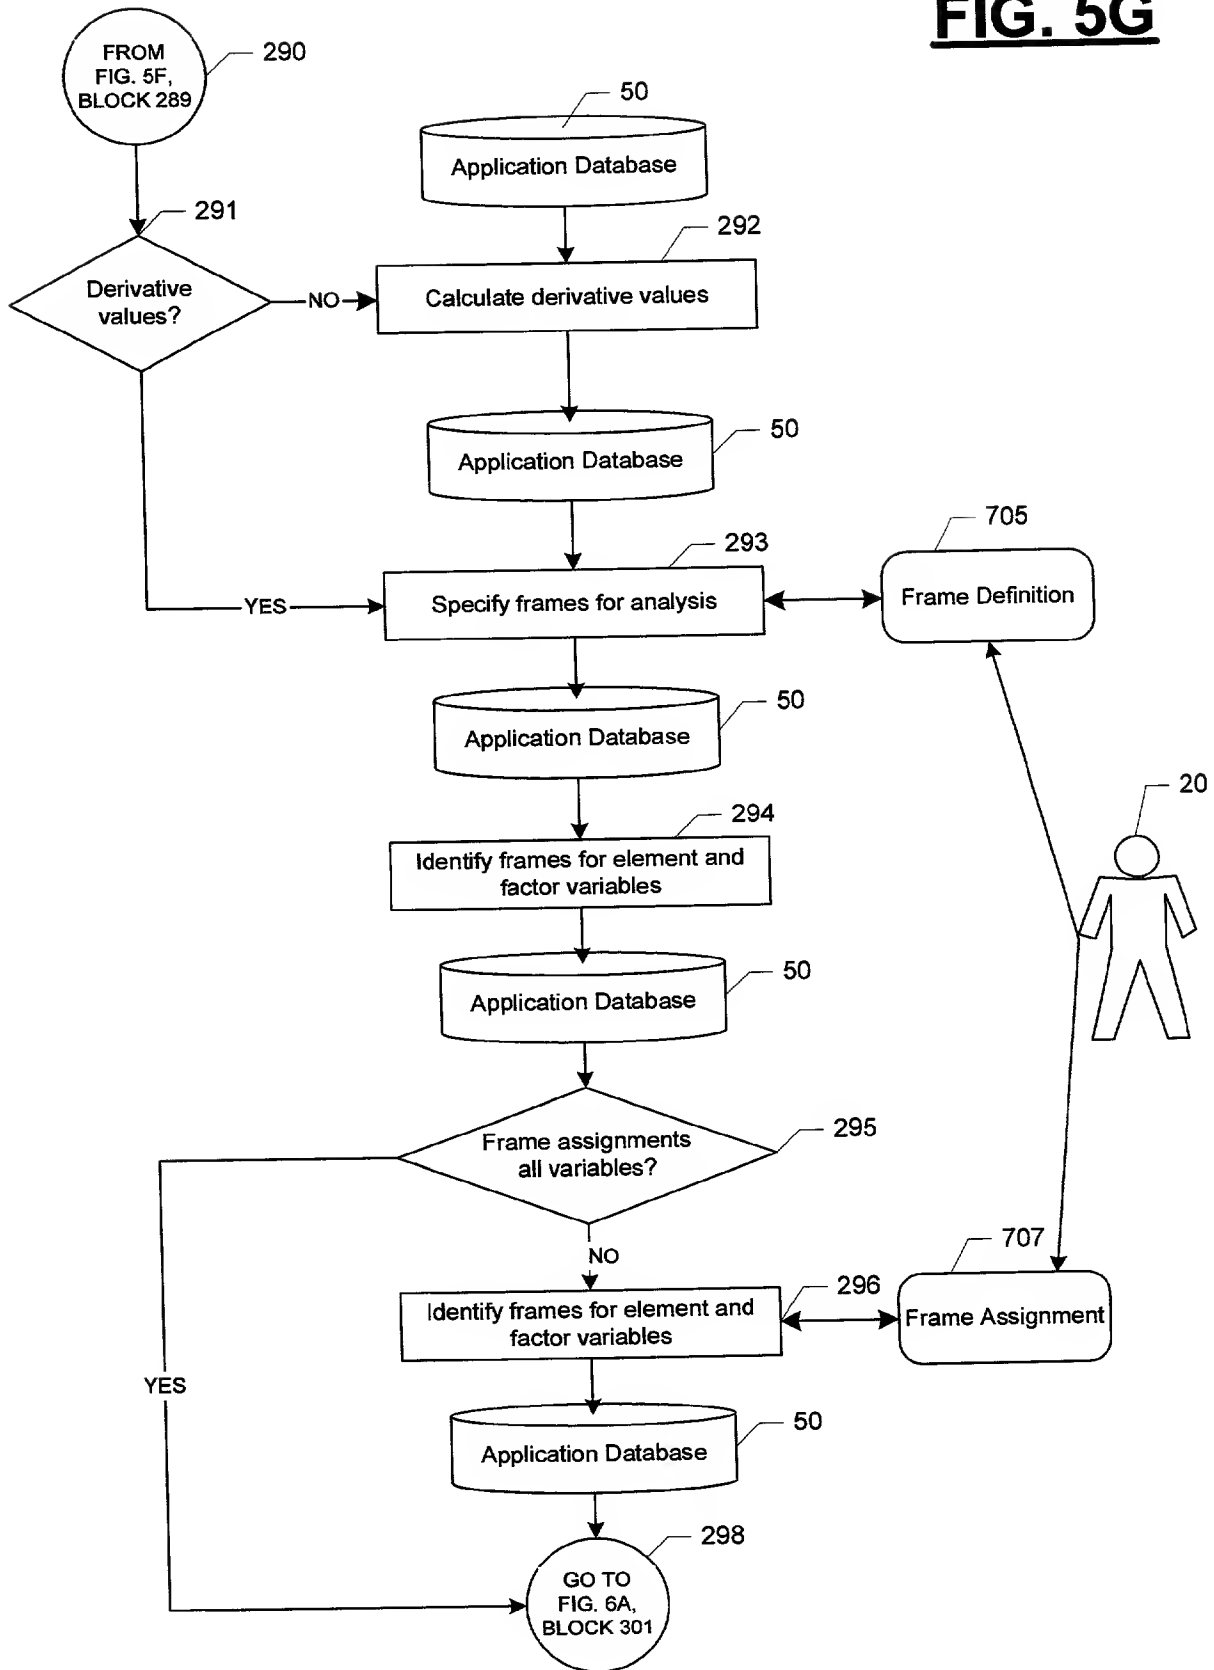 FIG. 5G
FROM
FIG. 5F,
BLOCK 289
290
50
Application Database
291
292
Derivative
values?
NO
Calculate derivative values
50
Application Database
293
705
YES
Specify frames for analysis
Frame Definition
50
Application Database
20
294
Identify frames for element and
factor variables
50
Application Database
295
Frame assignments
all variables?
NO
707
296
Identify frames for element and
factor variables
Frame Assignment
YES
50
Application Database
298
GO TO
FIG. 6A,
BLOCK 301